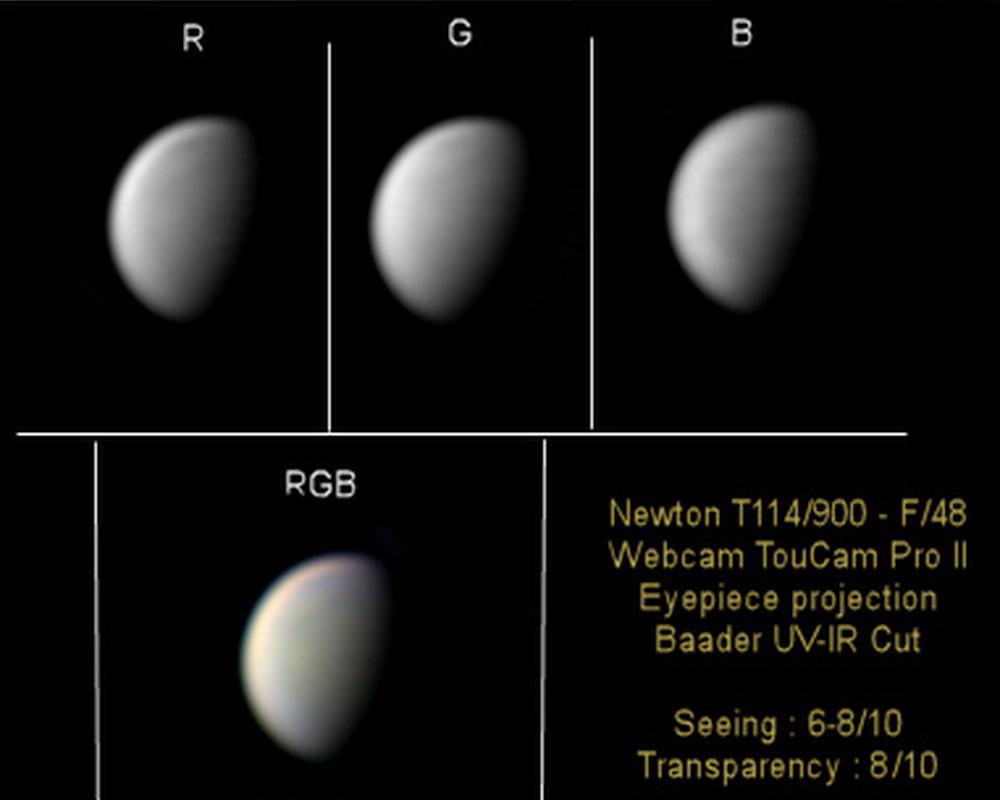 R
G
B
RGB
Newton T114/900 - F/48
Webcam TouCam Pro II
Eyepiece projection
Baader UV-IR Cut
Seeing : 6-8/10
Transparency : 8/10